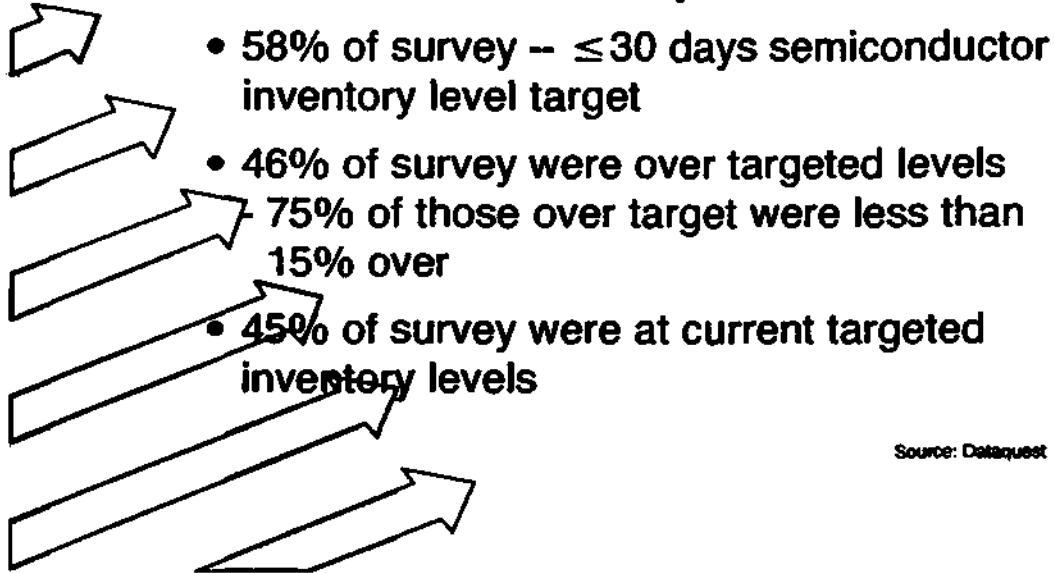 • 58% of survey -- ≤30 days semiconductor
inventory level target
• 46% of survey were over targeted levels
- 75% of those over target were less than
15% over
• 45% of survey were at current targeted
inventory levels
Source: Dataquest